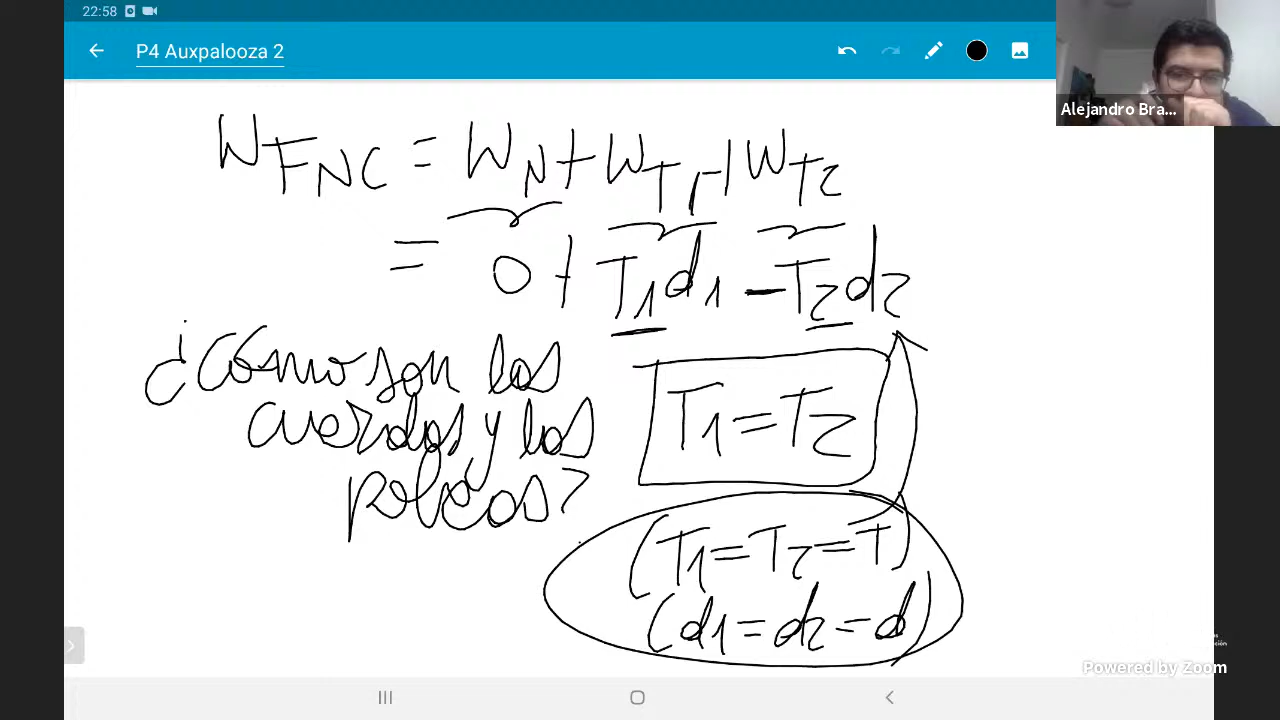 22:58
P4 Auxpalooza 2
Alejandro Bra...
W_FNC = W_N + W_T1 + W_T2
= 0 + T1d1 - T2d2
¿Cómo son las
cuerdas y las
poleas?
T1 = T2
(T1 = T2 = T)
(d1 = d2 = d)
Powered by Zoom